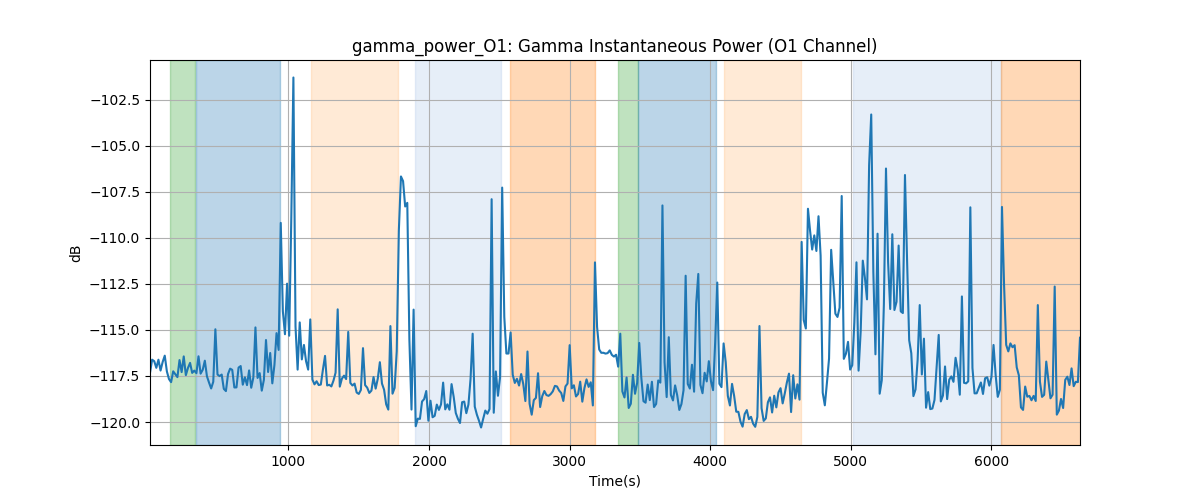 gamma_power_O1: Gamma Instantaneous Power (O1 Channel)
dB
−102.5
−105.0
−107.5
−110.0
−112.5
−115.0
−117.5
−120.0
1000 2000 3000 4000 5000 6000
Time(s)